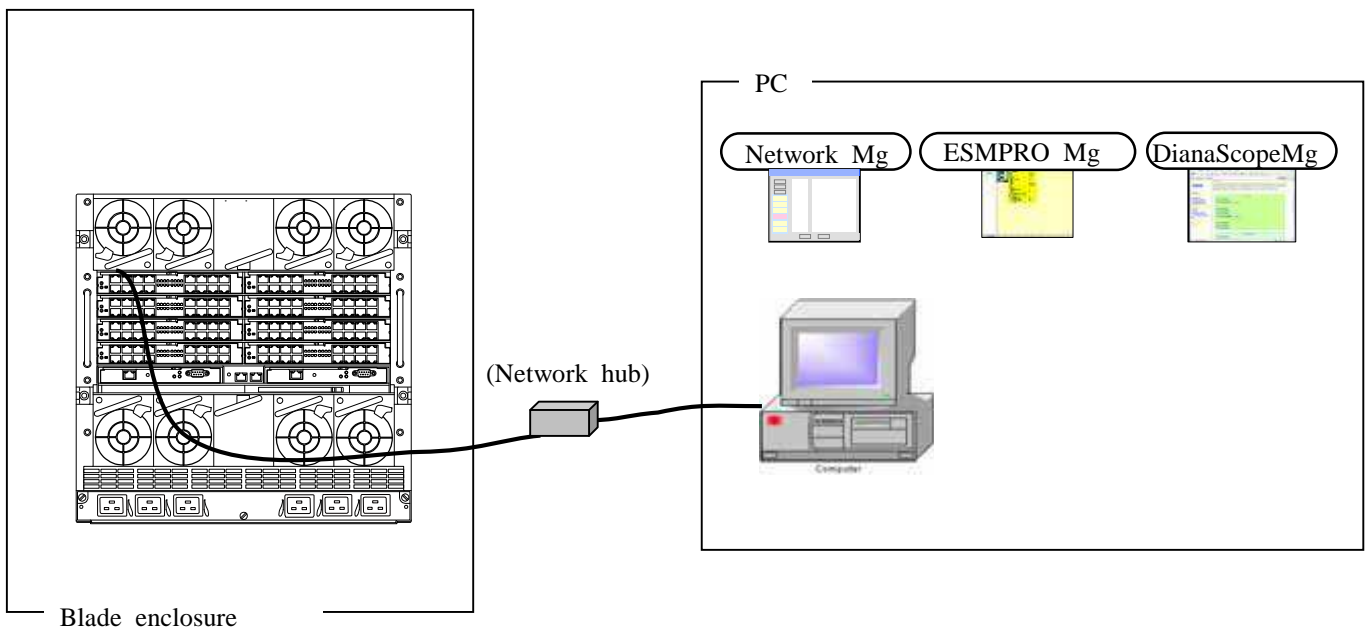 PC
Network Mg
ESMPRO Mg
DianaScopeMg
(Network hub)
Computer
Blade enclosure